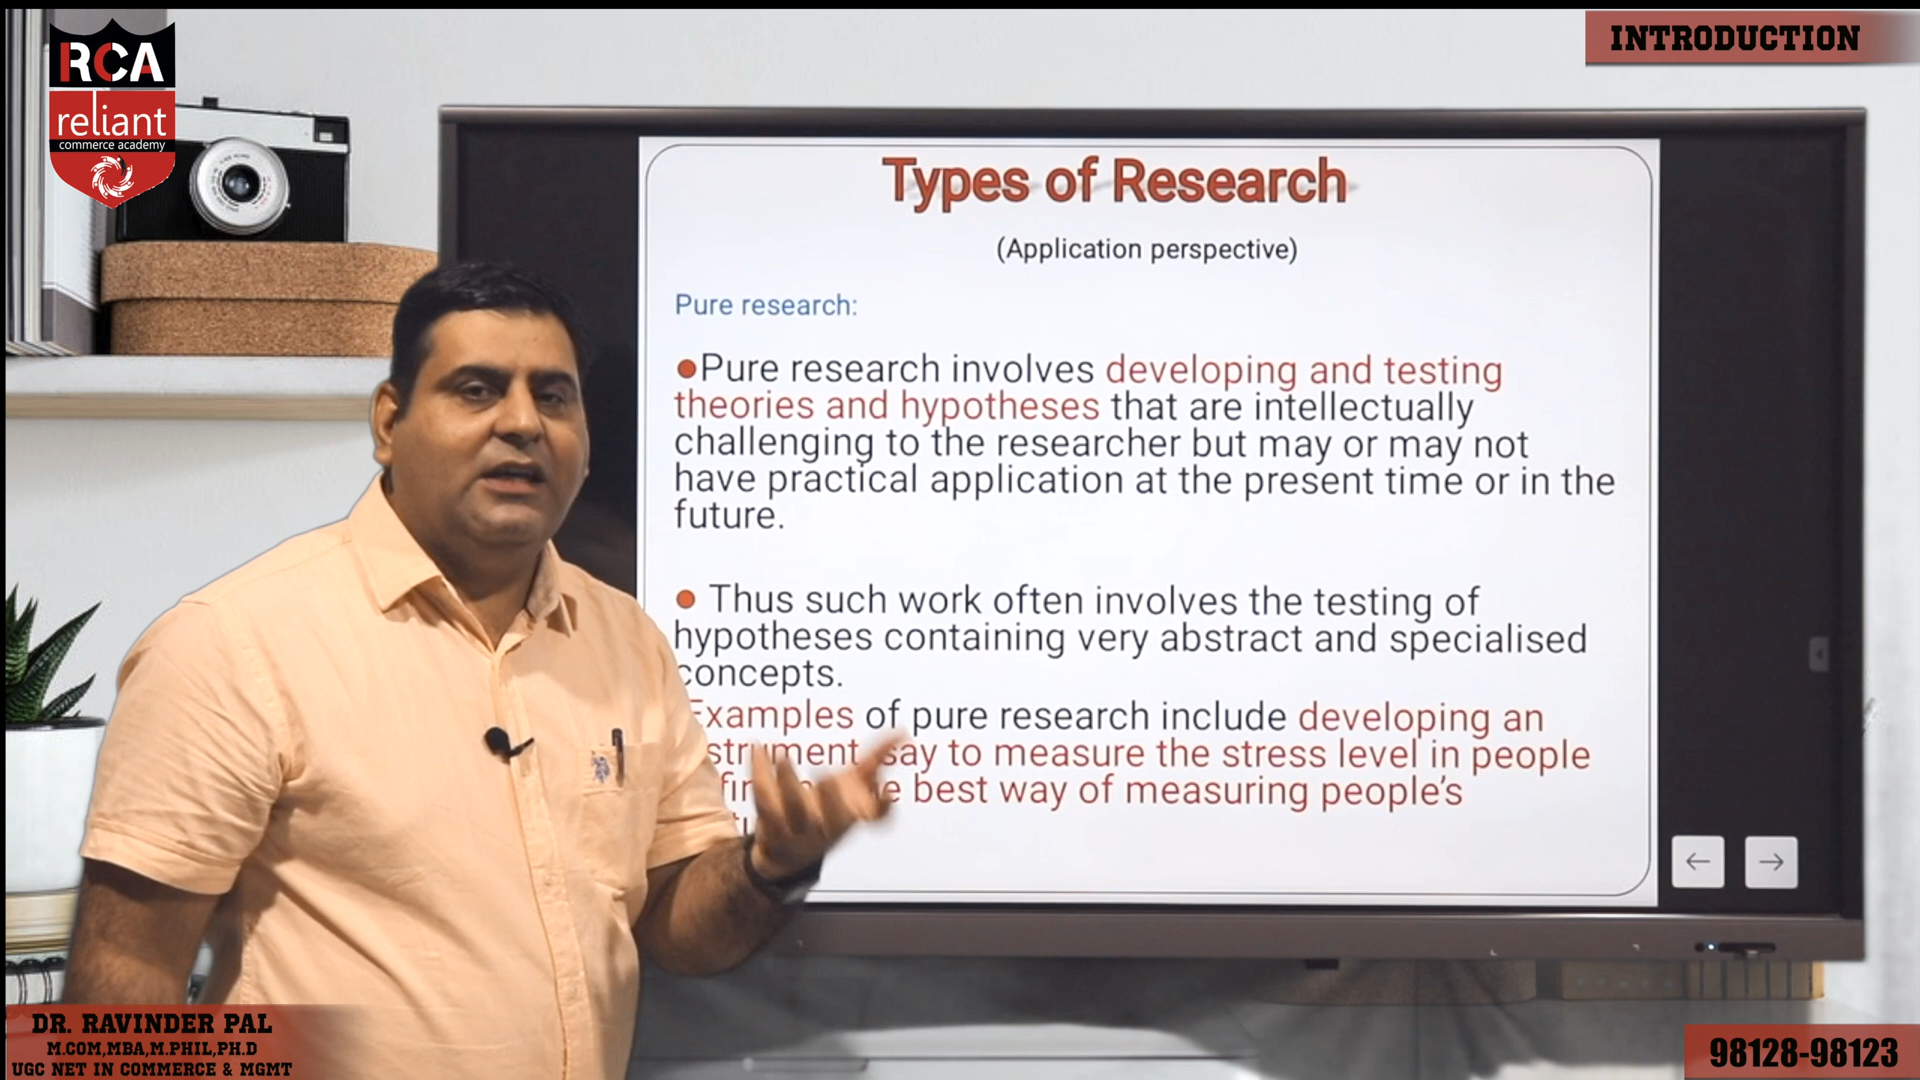 RCA
reliant
commerce academy
INTRODUCTION
Types of Research
(Application perspective)
Pure research:
●Pure research involves developing and testing
theories and hypotheses that are intellectually
challenging to the researcher but may or may not
have practical application at the present time or in the
future.
● Thus such work often involves the testing of
hypotheses containing very abstract and specialised
concepts.
Examples of pure research include developing an
say to measure the stress level in people
best way of measuring people's
DR. RAVINDER PAL
M.COM,MBA,M.PHIL,PH.D
UGC NET IN COMMERCE & MGMT
98128-98123